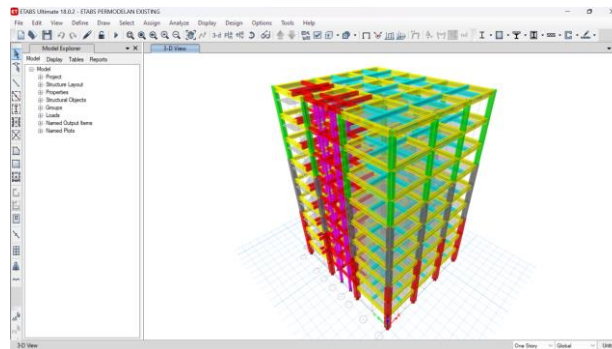 ETABS Ultimate 18.0.2 - ETABS PERMODELAN EXISTING
File Edit View Define Draw Select Assign Analyze Display Design Options Tools Help
Model Explorer
3-D View
Model Display Tables Reports
Model
Project
Structure Layout
Properties
Structural Objects
Groups
Loads
Named Output Items
Named Plots
3-D View
One Story
Global
Units